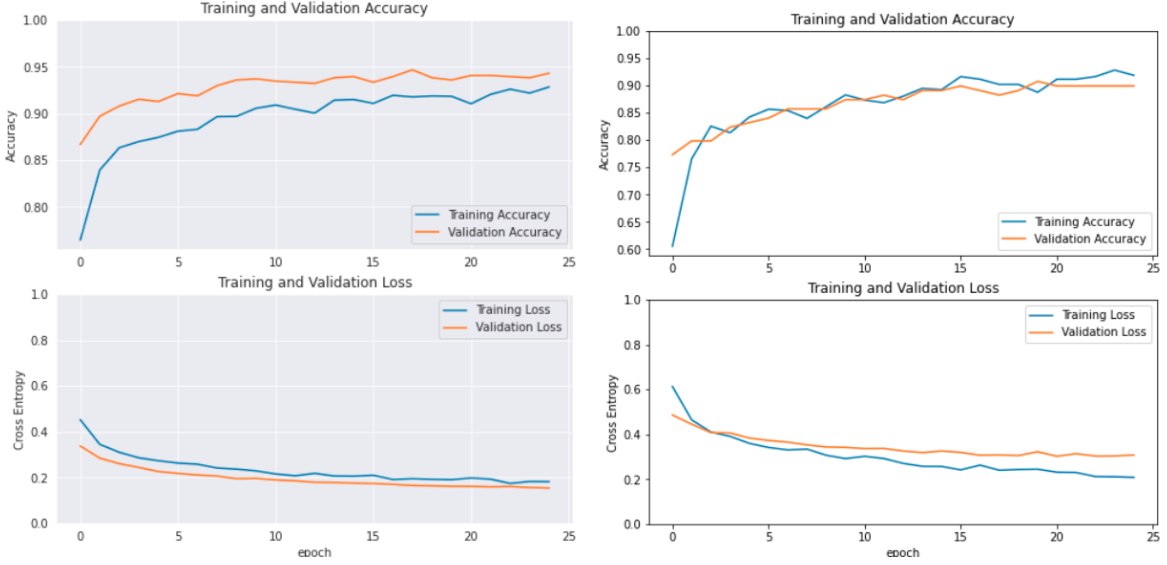 Training and Validation Accuracy
1.00
0.95
0.90
0.85
0.80
Accuracy
Training Accuracy
Validation Accuracy
0 5 10 15 20 25
Training and Validation Loss
1.0
0.8
0.6
0.4
0.2
0.0
Cross Entropy
Training Loss
Validation Loss
0 5 10 15 20 25
epoch
Training and Validation Accuracy
1.00
0.95
0.90
0.85
0.80
0.75
0.70
0.65
0.60
Accuracy
Training Accuracy
Validation Accuracy
0 5 10 15 20 25
Training and Validation Loss
1.0
0.8
0.6
0.4
0.2
0.0
Cross Entropy
Training Loss
Validation Loss
0 5 10 15 20 25
epoch